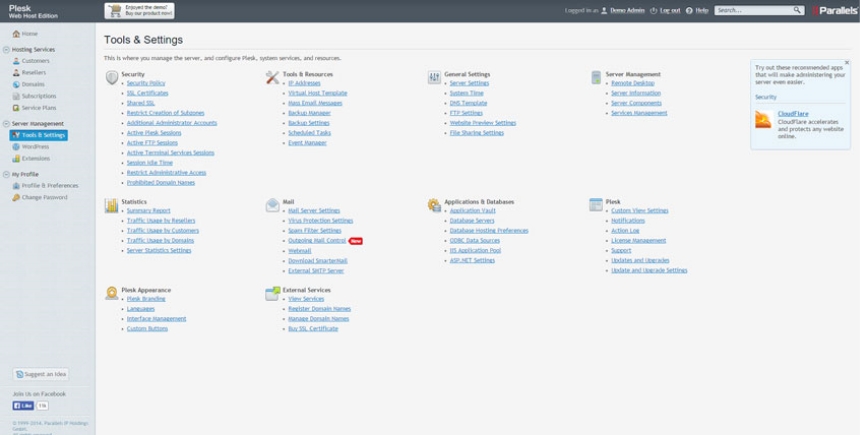 Plesk
Web Host Edition
Enjoyed the demo?
Buy our product now!
Logged in as Demo Admin Log out Help Search...
Parallels
Home
Hosting Services
Customers
Resellers
Domains
Subscriptions
Service Plans
Server Management
Tools & Settings
WordPress
Extensions
My Profile
Profile & Preferences
Change Password
Suggest an Idea
Join Us on Facebook
Like
Tools & Settings
This is where you manage the server, and configure Plesk, system services, and resources.
Security
Security Policy
SSL Certificates
Shared SSL
Restrict Creation of Subzones
Additional Administrator Accounts
Active Plesk Sessions
Active FTP Sessions
Active Terminal Services Sessions
Session Idle Time
Restrict Administrative Access
Prohibited Domain Names
Tools & Resources
IP Addresses
Virtual Host Template
Mass Email Messages
Backup Manager
Backup Settings
Scheduled Tasks
Event Manager
General Settings
Server Settings
System Time
DNS Template
FTP Settings
Website Preview Settings
File Sharing Settings
Server Management
Remote Desktop
Server Information
Server Components
Services Management
Try out these recommended apps
that will make administering your
server even easier.
Security
CloudFlare
CloudFlare accelerates
and protects any website
online.
Statistics
Summary Report
Traffic Usage by Resellers
Traffic Usage by Customers
Traffic Usage by Domains
Server Statistics Settings
Mail
Mail Server Settings
Virus Protection Settings
Spam Filter Settings
Outgoing Mail Control New
Webmail
Download SmarterMail
External SMTP Server
Applications & Databases
Application Vault
Database Servers
Database Hosting Preferences
ODBC Data Sources
IIS Application Pool
ASP.NET Settings
Plesk
Custom View Settings
Notifications
Action Log
License Management
Support
Updates and Upgrades
Update and Upgrade Settings
Plesk Appearance
Plesk Branding
Languages
Interface Management
Custom Buttons
External Services
View Services
Register Domain Names
Manage Domain Names
Buy SSL Certificate